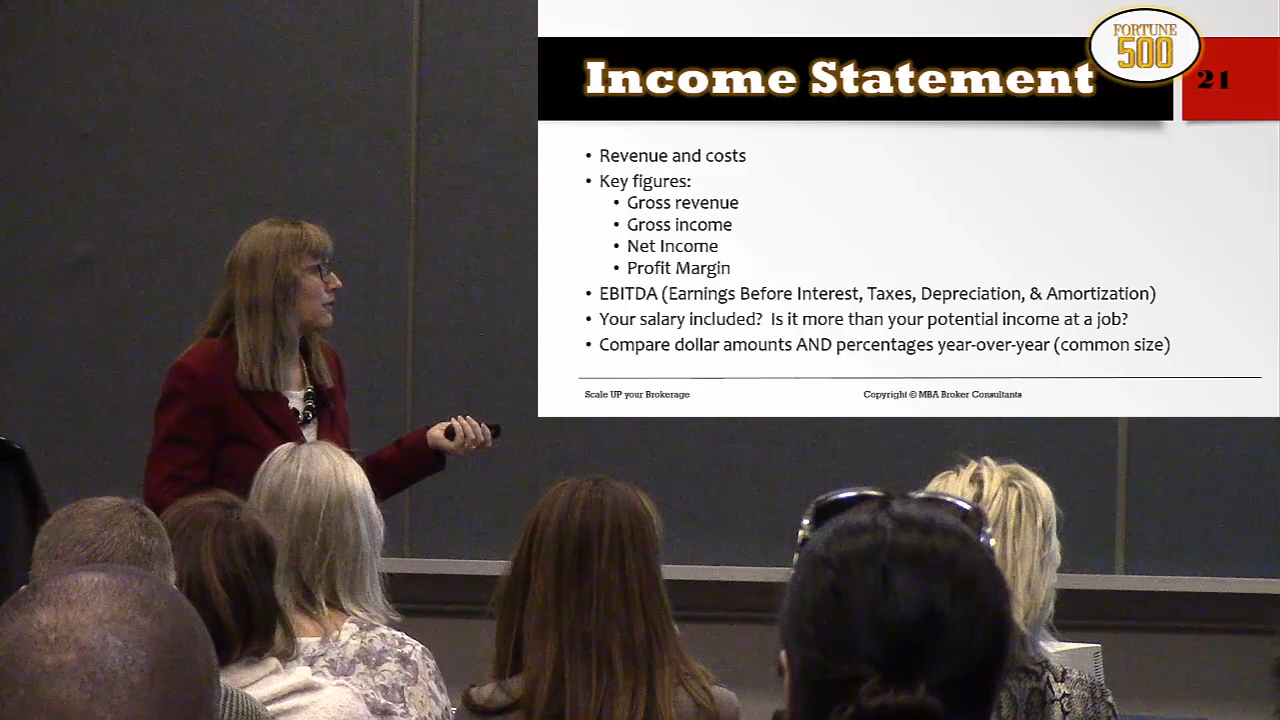 FORTUNE
500
Income Statement
21
• Revenue and costs
• Key figures:
• Gross revenue
• Gross income
• Net Income
• Profit Margin
• EBITDA (Earnings Before Interest, Taxes, Depreciation, & Amortization)
• Your salary included? Is it more than your potential income at a job?
• Compare dollar amounts AND percentages year-over-year (common size)
Scale UP your Brokerage
Copyright © MBA Broker Consultants